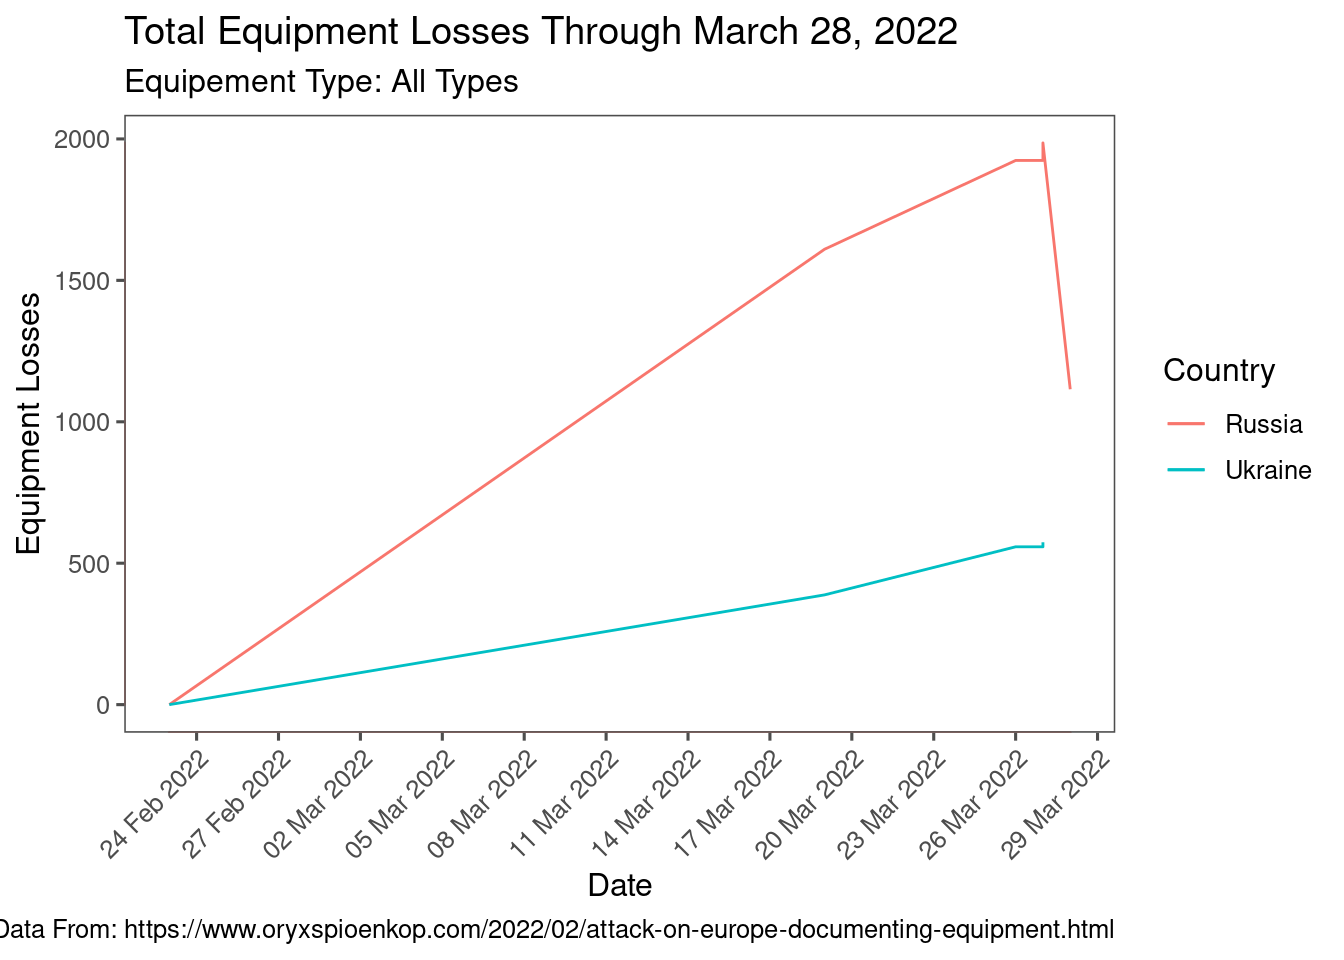 Total Equipment Losses Through March 28, 2022
Equipement Type: All Types
Equipment Losses
2000
1500
1000
500
0
24 Feb 2022
27 Feb 2022
02 Mar 2022
05 Mar 2022
08 Mar 2022
11 Mar 2022
14 Mar 2022
17 Mar 2022
20 Mar 2022
23 Mar 2022
26 Mar 2022
29 Mar 2022
Date
Country
Russia
Ukraine
Data From: https://www.oryxspioenkop.com/2022/02/attack-on-europe-documenting-equipment.html